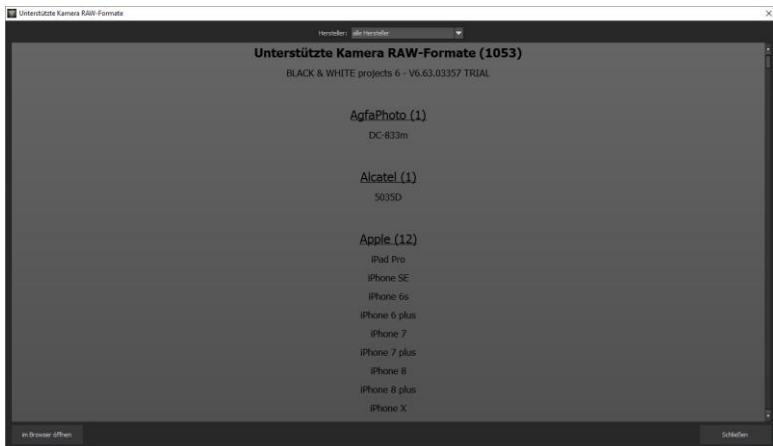 Unterstützte Kamera RAW-Formate
Hersteller: alle Hersteller
Unterstützte Kamera RAW-Formate (1053)
BLACK & WHITE projects 6 - V6.63.03357 TRIAL
AgfaPhoto (1)
DC-833m
Alcatel (1)
5035D
Apple (12)
iPad Pro
iPhone SE
iPhone 6s
iPhone 6 plus
iPhone 7
iPhone 7 plus
iPhone 8
iPhone 8 plus
iPhone X
im Browser öffnen
Schließen